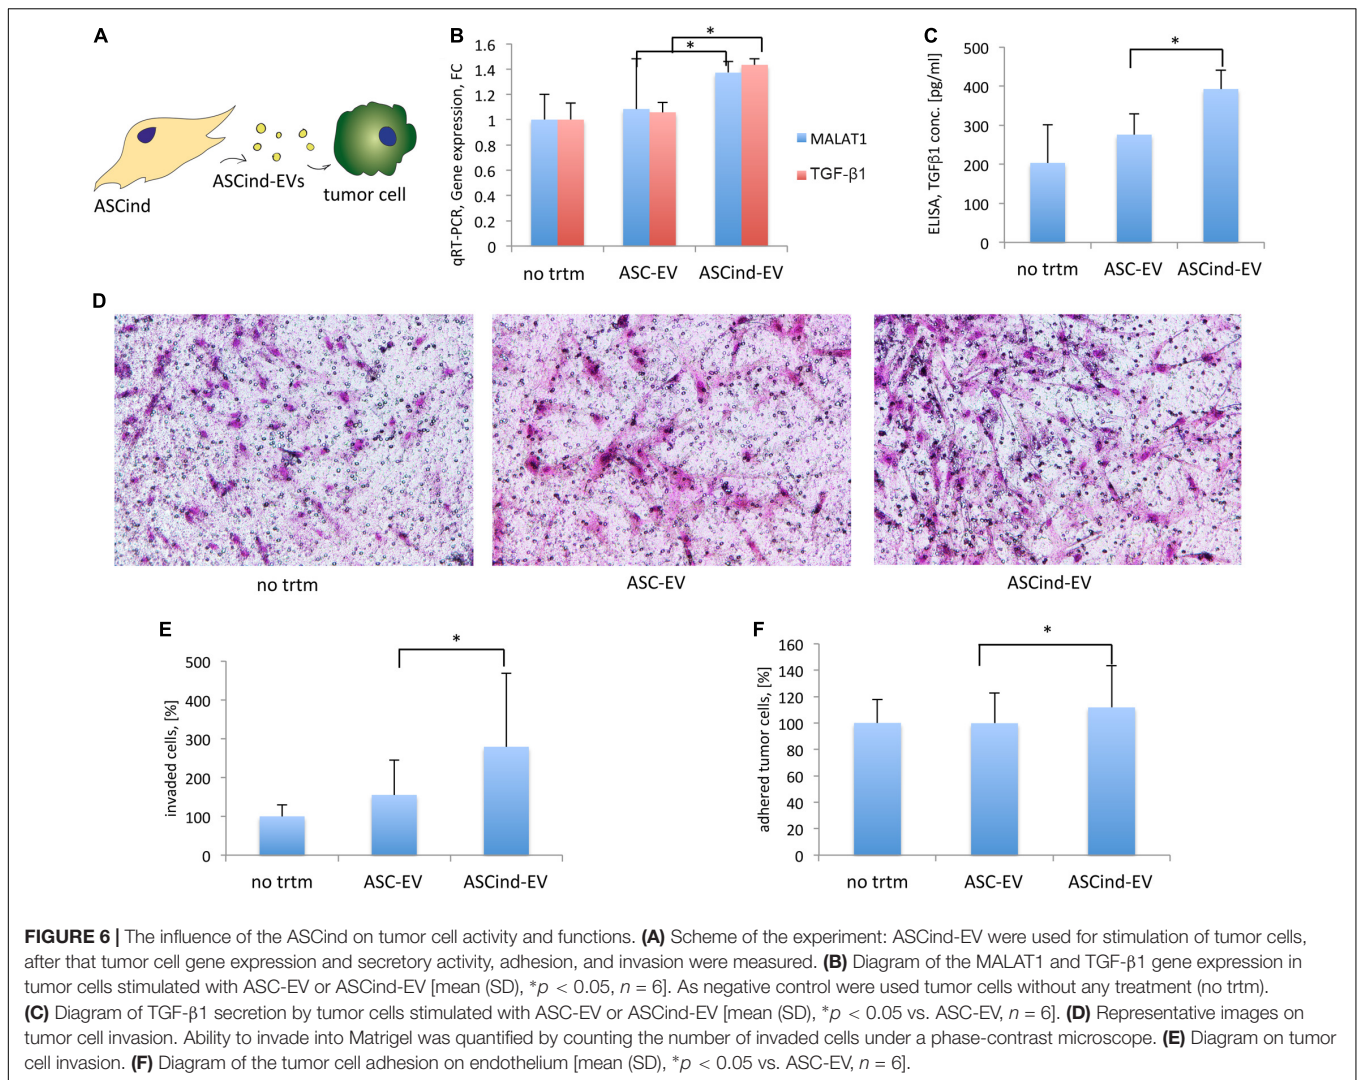 A
ASCind
ASCind-EVs
tumor cell
B
qRT-PCR, Gene expression, FC
1.6
1.4
1.2
1
0.8
0.6
0.4
0.2
0
*
*
no trtm
ASC-EV
ASCind-EV
MALAT1
TGF-β1
C
ELISA, TGFβ1 conc. [pg/ml]
500
400
300
200
100
0
*
no trtm
ASC-EV
ASCind-EV
D
no trtm
ASC-EV
ASCind-EV
E
invaded cells, [%]
500
400
300
200
100
0
*
no trtm
ASC-EV
ASCind-EV
F
adhered tumor cells, [%]
160
140
120
100
80
60
40
20
0
*
no trtm
ASC-EV
ASCind-EV
FIGURE 6 | The influence of the ASCind on tumor cell activity and functions. (A) Scheme of the experiment: ASCind-EV were used for stimulation of tumor cells,
after that tumor cell gene expression and secretory activity, adhesion, and invasion were measured. (B) Diagram of the MALAT1 and TGF-β1 gene expression in
tumor cells stimulated with ASC-EV or ASCind-EV [mean (SD), *p < 0.05, n = 6]. As negative control were used tumor cells without any treatment (no trtm).
(C) Diagram of TGF-β1 secretion by tumor cells stimulated with ASC-EV or ASCind-EV [mean (SD), *p < 0.05 vs. ASC-EV, n = 6]. (D) Representative images on
tumor cell invasion. Ability to invade into Matrigel was quantified by counting the number of invaded cells under a phase-contrast microscope. (E) Diagram on tumor
cell invasion. (F) Diagram of the tumor cell adhesion on endothelium [mean (SD), *p < 0.05 vs. ASC-EV, n = 6].